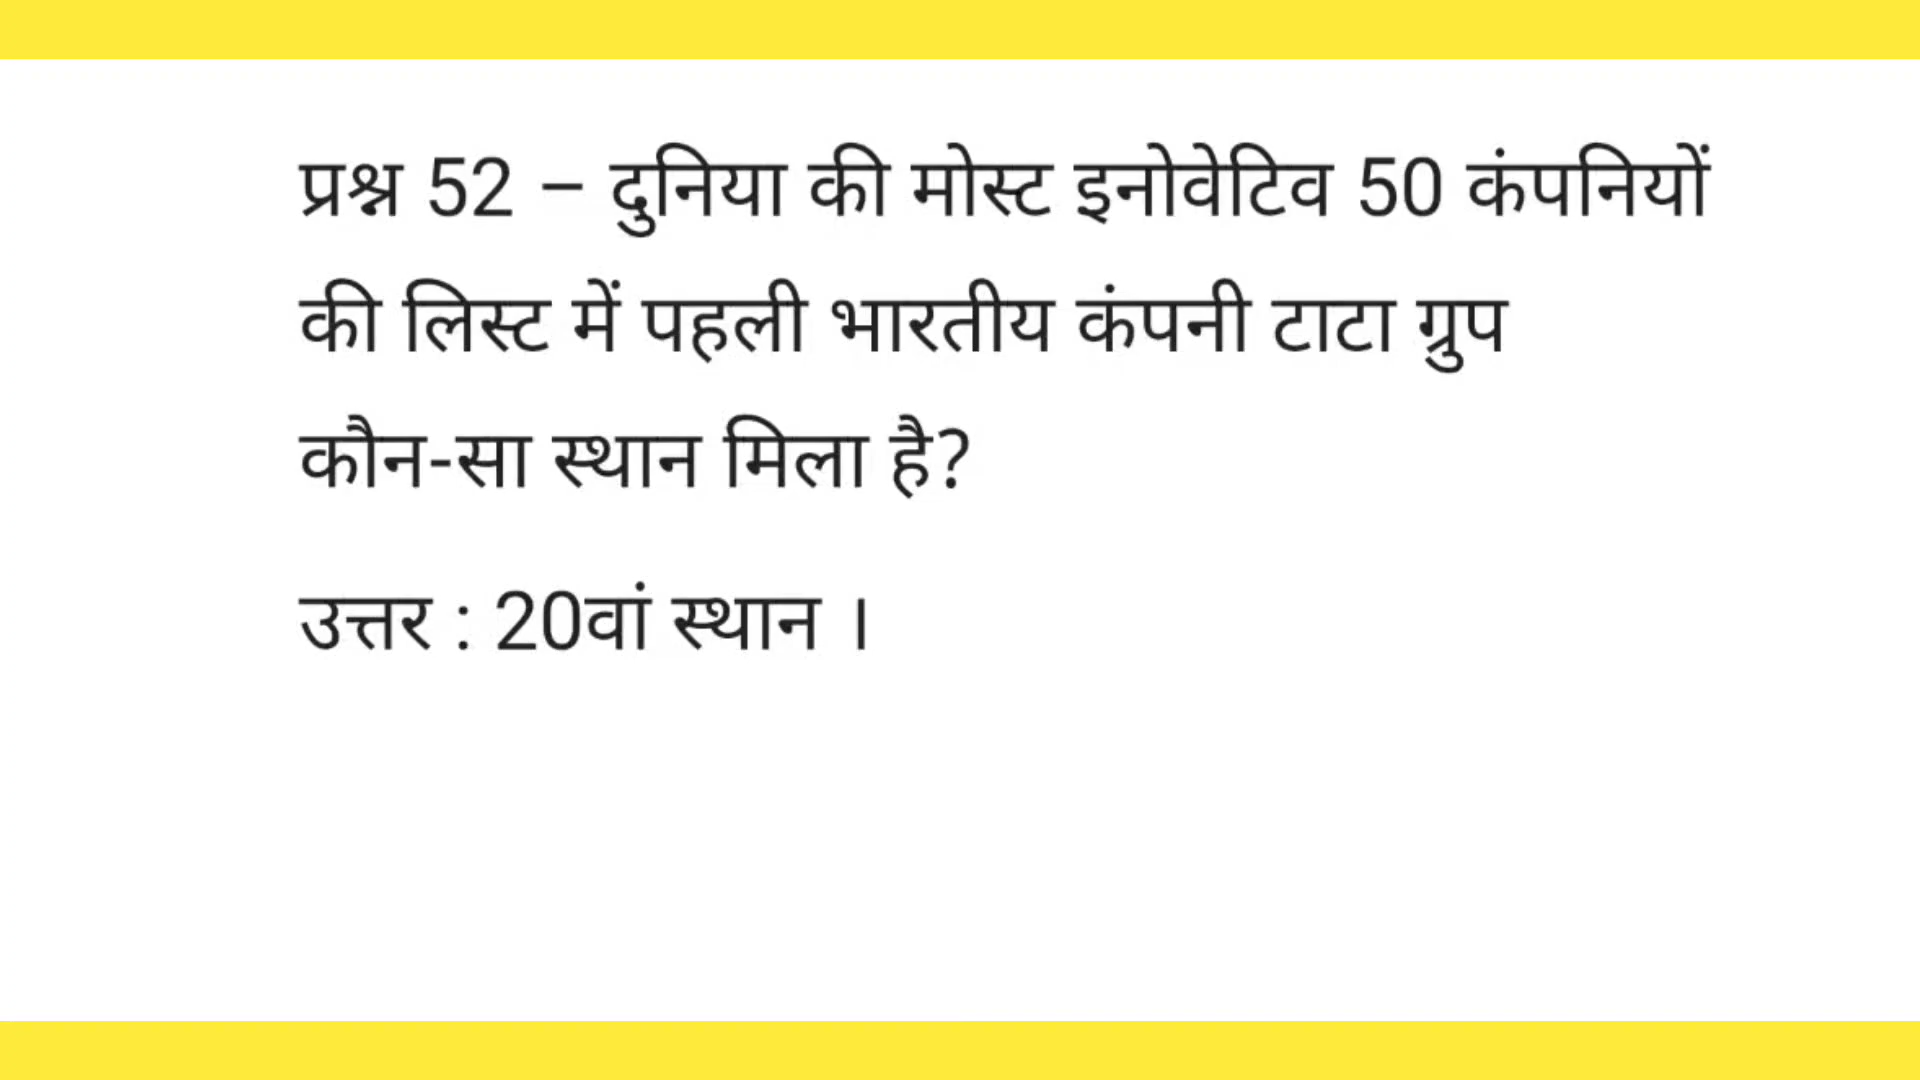 प्रश्न 52 – दुनिया की मोस्ट इनोवेटिव 50 कंपनियों
की लिस्ट में पहली भारतीय कंपनी टाटा ग्रुप
कौन-सा स्थान मिला है?
उत्तर : 20वां स्थान ।